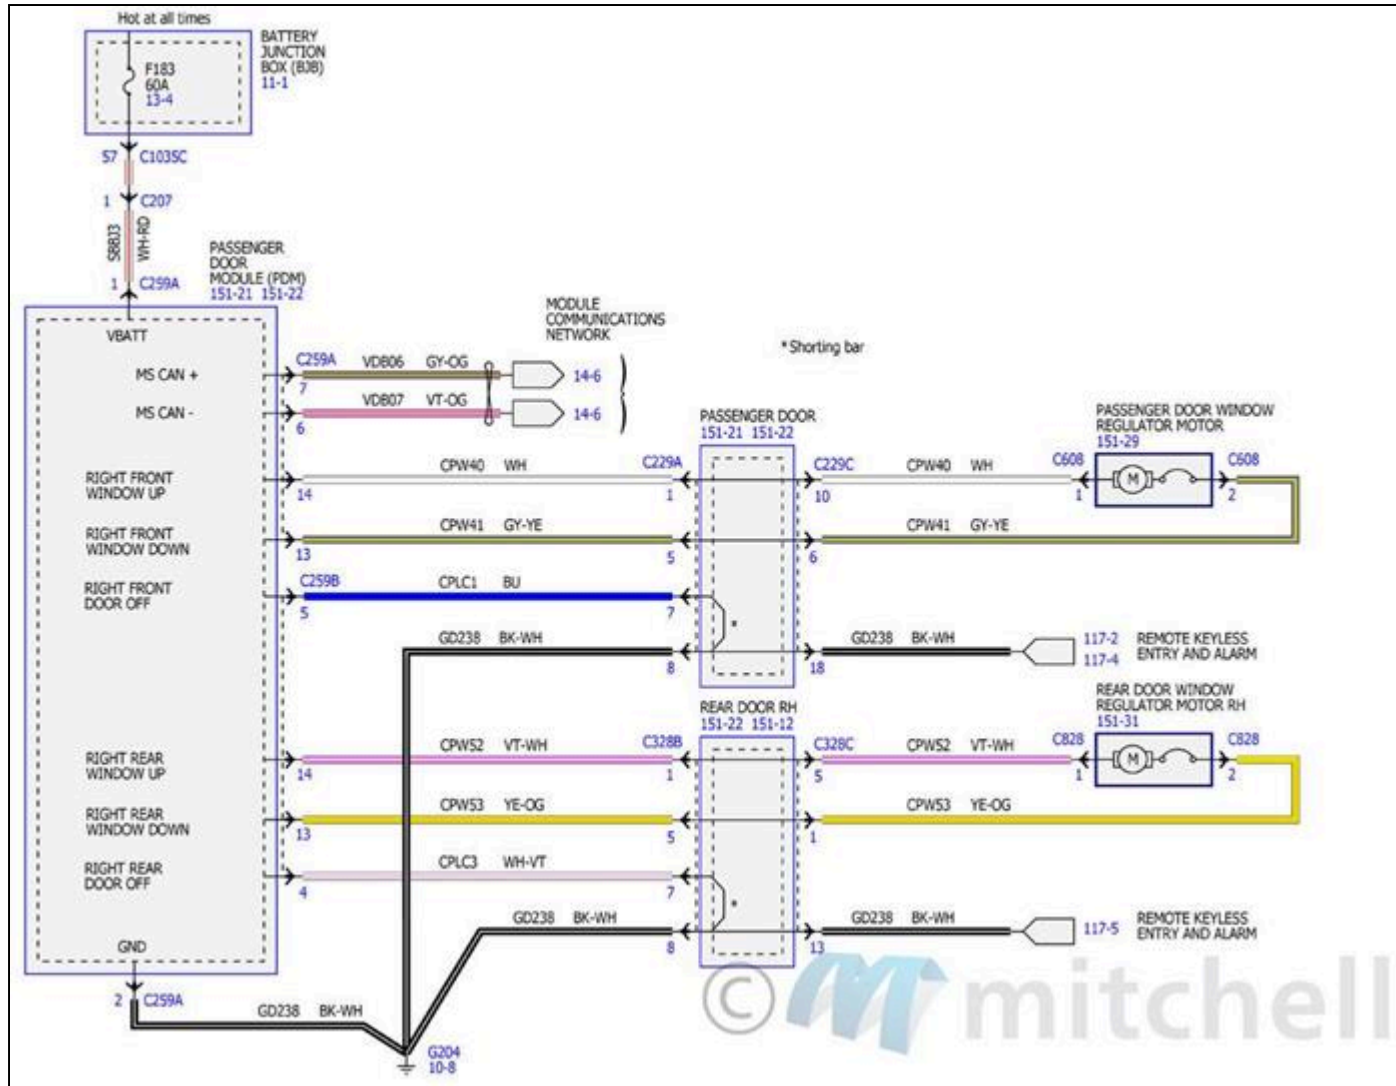 Hot at all times
BATTERY
JUNCTION
BOX (BJB)
11-1
F183
60A
13-4
S7 C1035C
1 C207
SBB13 WH-RD
1 C259A
PASSENGER
DOOR
MODULE (PDM)
151-21 151-22
VBATT
MODULE
COMMUNICATIONS
NETWORK
*Shorting bar
MS CAN +
C259A
7
VDB06 GY-OG
14-6
MS CAN -
6
VDB07 VT-OG
14-6
PASSENGER DOOR
151-21 151-22
PASSENGER DOOR WINDOW
REGULATOR MOTOR
151-29
RIGHT FRONT
WINDOW UP
14
CPW40 WH
C229A
1
C229C
10
CPW40 WH
C608
1
M
C608
2
RIGHT FRONT
WINDOW DOWN
13
CPW41 GY-YE
5
6
CPW41 GY-YE
RIGHT FRONT
DOOR OFF
C259B
5
CPLC1 BU
7
*
GD238 BK-WH
8
18
GD238 BK-WH
117-2
117-4
REMOTE KEYLESS
ENTRY AND ALARM
REAR DOOR RH
151-22 151-12
REAR DOOR WINDOW
REGULATOR MOTOR RH
151-31
RIGHT REAR
WINDOW UP
14
CPW52 VT-WH
C328B
1
C328C
5
CPW52 VT-WH
C828
1
M
C828
2
RIGHT REAR
WINDOW DOWN
13
CPW53 YE-OG
5
1
CPW53 YE-OG
RIGHT REAR
DOOR OFF
4
CPLC3 WH-VT
7
*
GD238 BK-WH
8
13
GD238 BK-WH
117-5
REMOTE KEYLESS
ENTRY AND ALARM
GND
2 C259A
GD238 BK-WH
G204
10-8
© mitchell